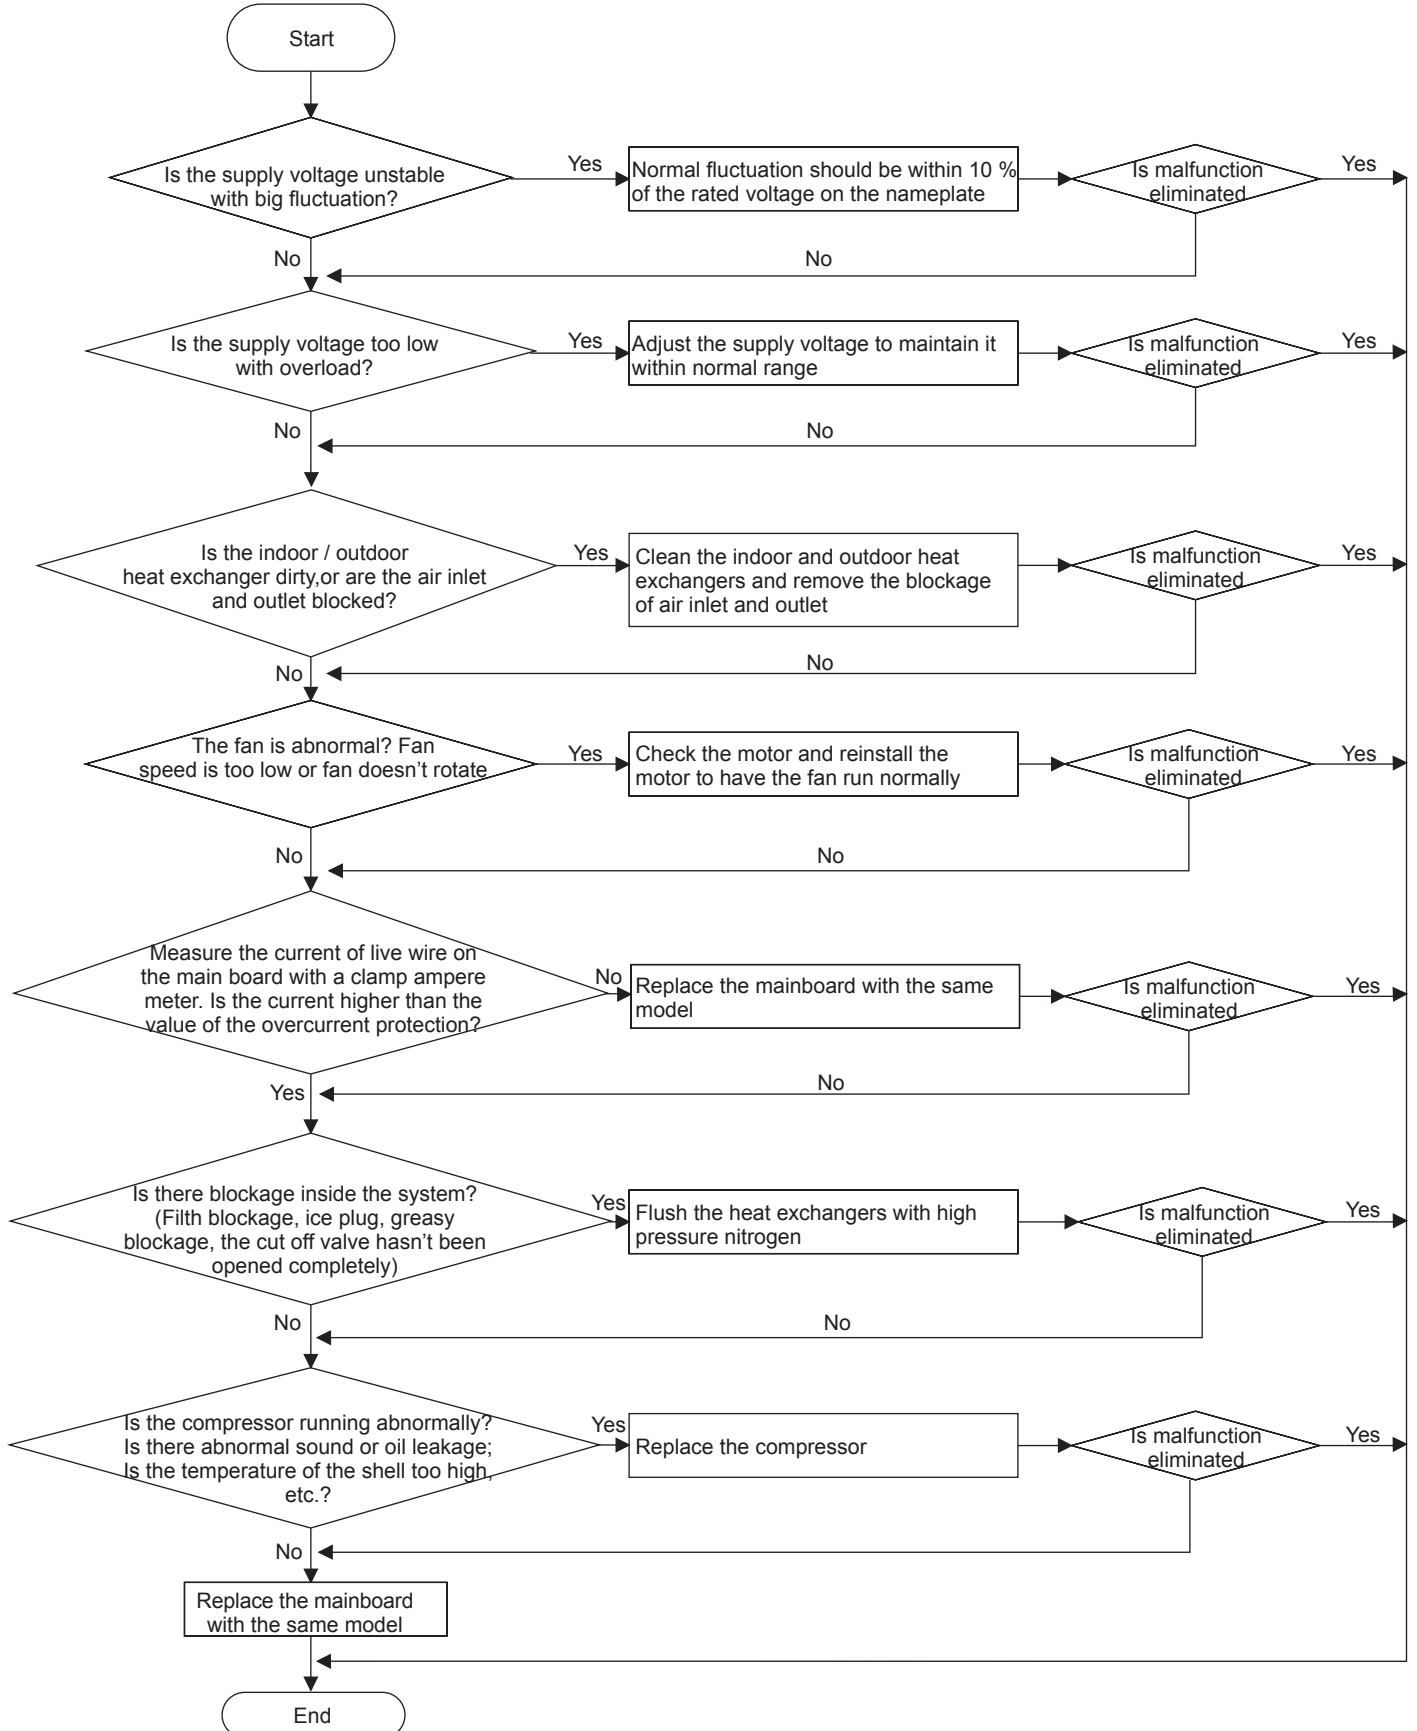 Start
Is the supply voltage unstable
with big fluctuation?
Yes
Normal fluctuation should be within 10 %
of the rated voltage on the nameplate
Is malfunction
eliminated
Yes
No
No
Is the supply voltage too low
with overload?
Yes
Adjust the supply voltage to maintain it
within normal range
Is malfunction
eliminated
Yes
No
No
Is the indoor / outdoor
heat exchanger dirty,or are the air inlet
and outlet blocked?
Yes
Clean the indoor and outdoor heat
exchangers and remove the blockage
of air inlet and outlet
Is malfunction
eliminated
Yes
No
No
The fan is abnormal? Fan
speed is too low or fan doesn't rotate
Yes
Check the motor and reinstall the
motor to have the fan run normally
Is malfunction
eliminated
Yes
No
No
Measure the current of live wire on
the main board with a clamp ampere
meter. Is the current higher than the
value of the overcurrent protection?
No
Replace the mainboard with the same
model
Is malfunction
eliminated
Yes
Yes
No
Is there blockage inside the system?
(Filth blockage, ice plug, greasy
blockage, the cut off valve hasn't been
opened completely)
Yes
Flush the heat exchangers with high
pressure nitrogen
Is malfunction
eliminated
Yes
No
No
Is the compressor running abnormally?
Is there abnormal sound or oil leakage;
Is the temperature of the shell too high,
etc.?
Yes
Replace the compressor
Is malfunction
eliminated
Yes
No
Replace the mainboard
with the same model
End